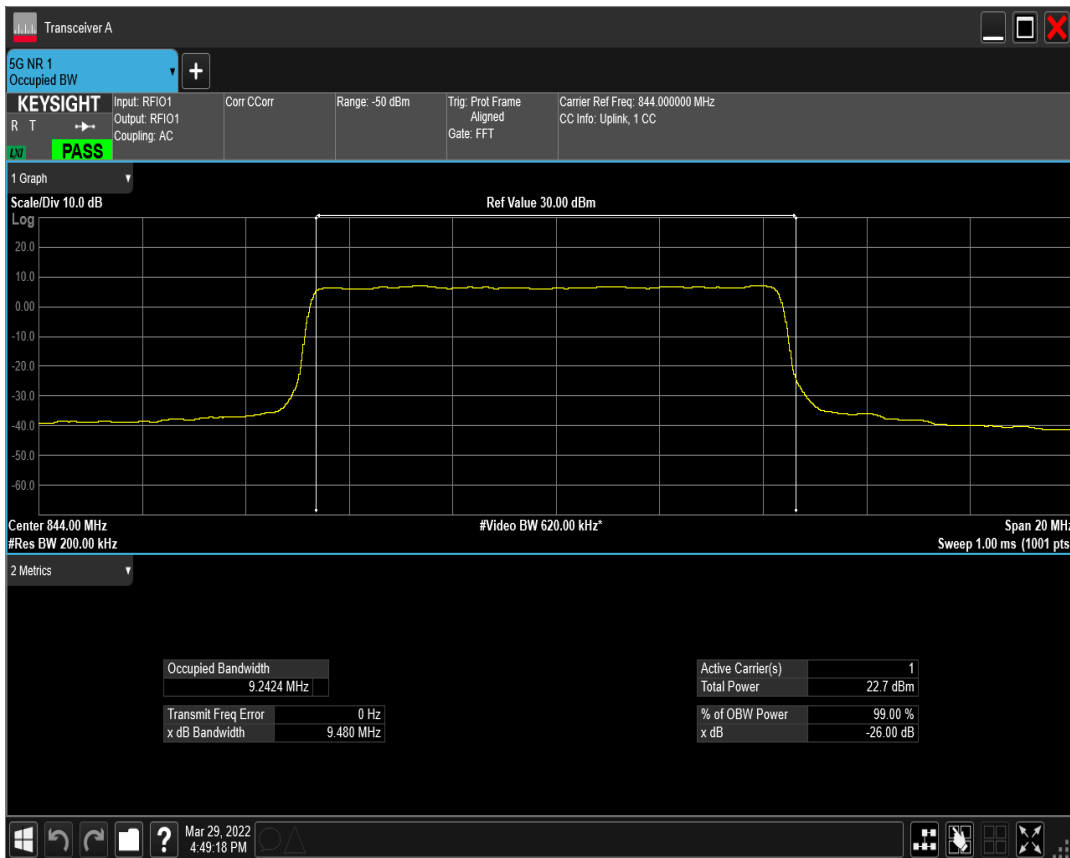 Transceiver A
5G NR 1
Occupied BW
+
KEYSIGHT
R T
LXI
PASS
Input: RFIO1
Output: RFIO1
Coupling: AC
Corr CCorr
Range: -50 dBm
Trig: Prot Frame
Aligned
Gate: FFT
Carrier Ref Freq: 844.000000 MHz
CC Info: Uplink, 1 CC
1 Graph
Scale/Div 10.0 dB
Ref Value 30.00 dBm
Log
20.0
10.0
0.00
-10.0
-20.0
-30.0
-40.0
-50.0
-60.0
Center 844.00 MHz
#Video BW 620.00 kHz*
Span 20 MHz
#Res BW 200.00 kHz
Sweep 1.00 ms (1001 pts
2 Metrics
Occupied Bandwidth
9.2424 MHz
Transmit Freq Error 0 Hz
x dB Bandwidth 9.480 MHz
Active Carrier(s) 1
Total Power 22.7 dBm
% of OBW Power 99.00 %
x dB -26.00 dB
?
Mar 29, 2022
4:49:18 PM